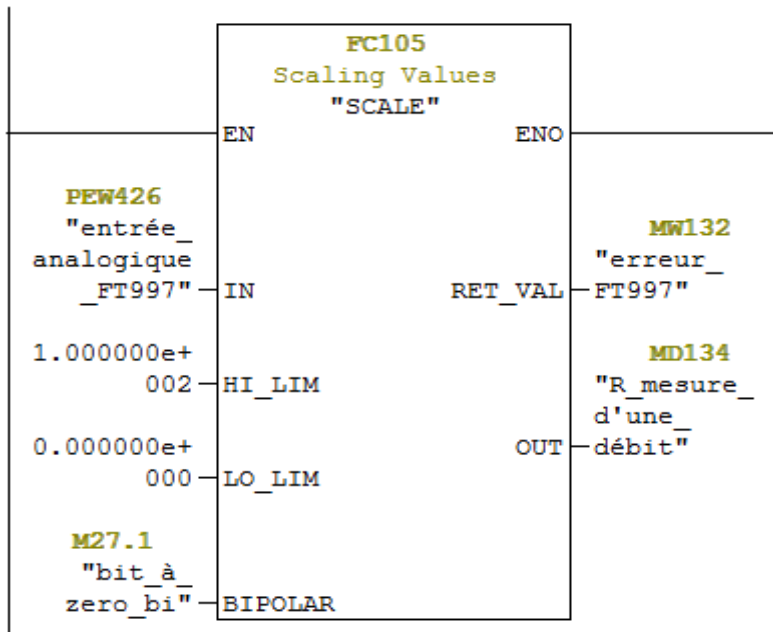 FC105
Scaling Values
"SCALE"
EN
ENO
PEW426
"entrée_
analogique
_FT997"
IN
MW132
"erreur_
RET_VAL
FT997"
1.000000e+
002
HI_LIM
MD134
"R_mesure_
d'une_
OUT
débit"
0.000000e+
000
LO_LIM
M27.1
"bit_à_
zero_bi"
BIPOLAR